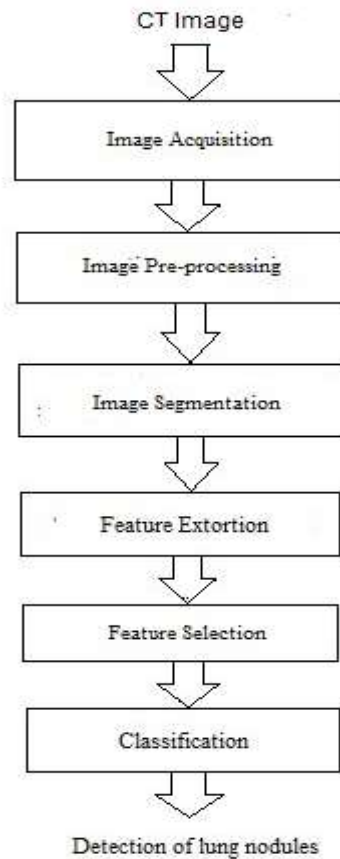 CT Image
Image Acquisition
Image Pre-processing
Image Segmentation
Feature Extortion
Feature Selection
Classification
Detection of lung nodules